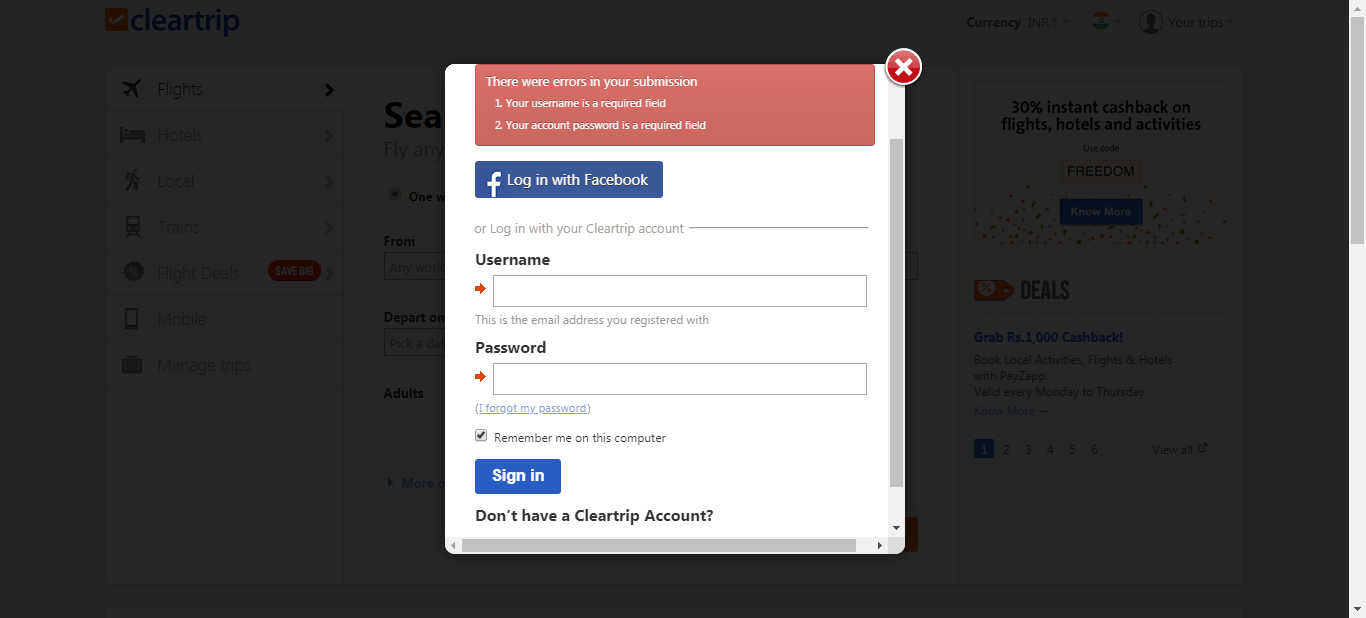 cleartrip
Currency INR ₹
Your trips
Flights
Hotels
Local
Trains
Flight Deals SAVE BIG
Mobile
Manage trips
Sea
Fly any
One w
From
Any wor
Depart on
Pick a dat
Adults
More o
There were errors in your submission
1. Your username is a required field
2. Your account password is a required field
f Log in with Facebook
or Log in with your Cleartrip account
Username
This is the email address you registered with
Password
(I forgot my password)
Remember me on this computer
Sign in
Don't have a Cleartrip Account?
30% instant cashback on
flights, hotels and activities
Use code
FREEDOM
Know More
% DEALS
Grab Rs.1,000 Cashback!
Book Local Activities, Flights & Hotels
with PayZapp.
Valid every Monday to Thursday.
Know More →
1 2 3 4 5 6 View all